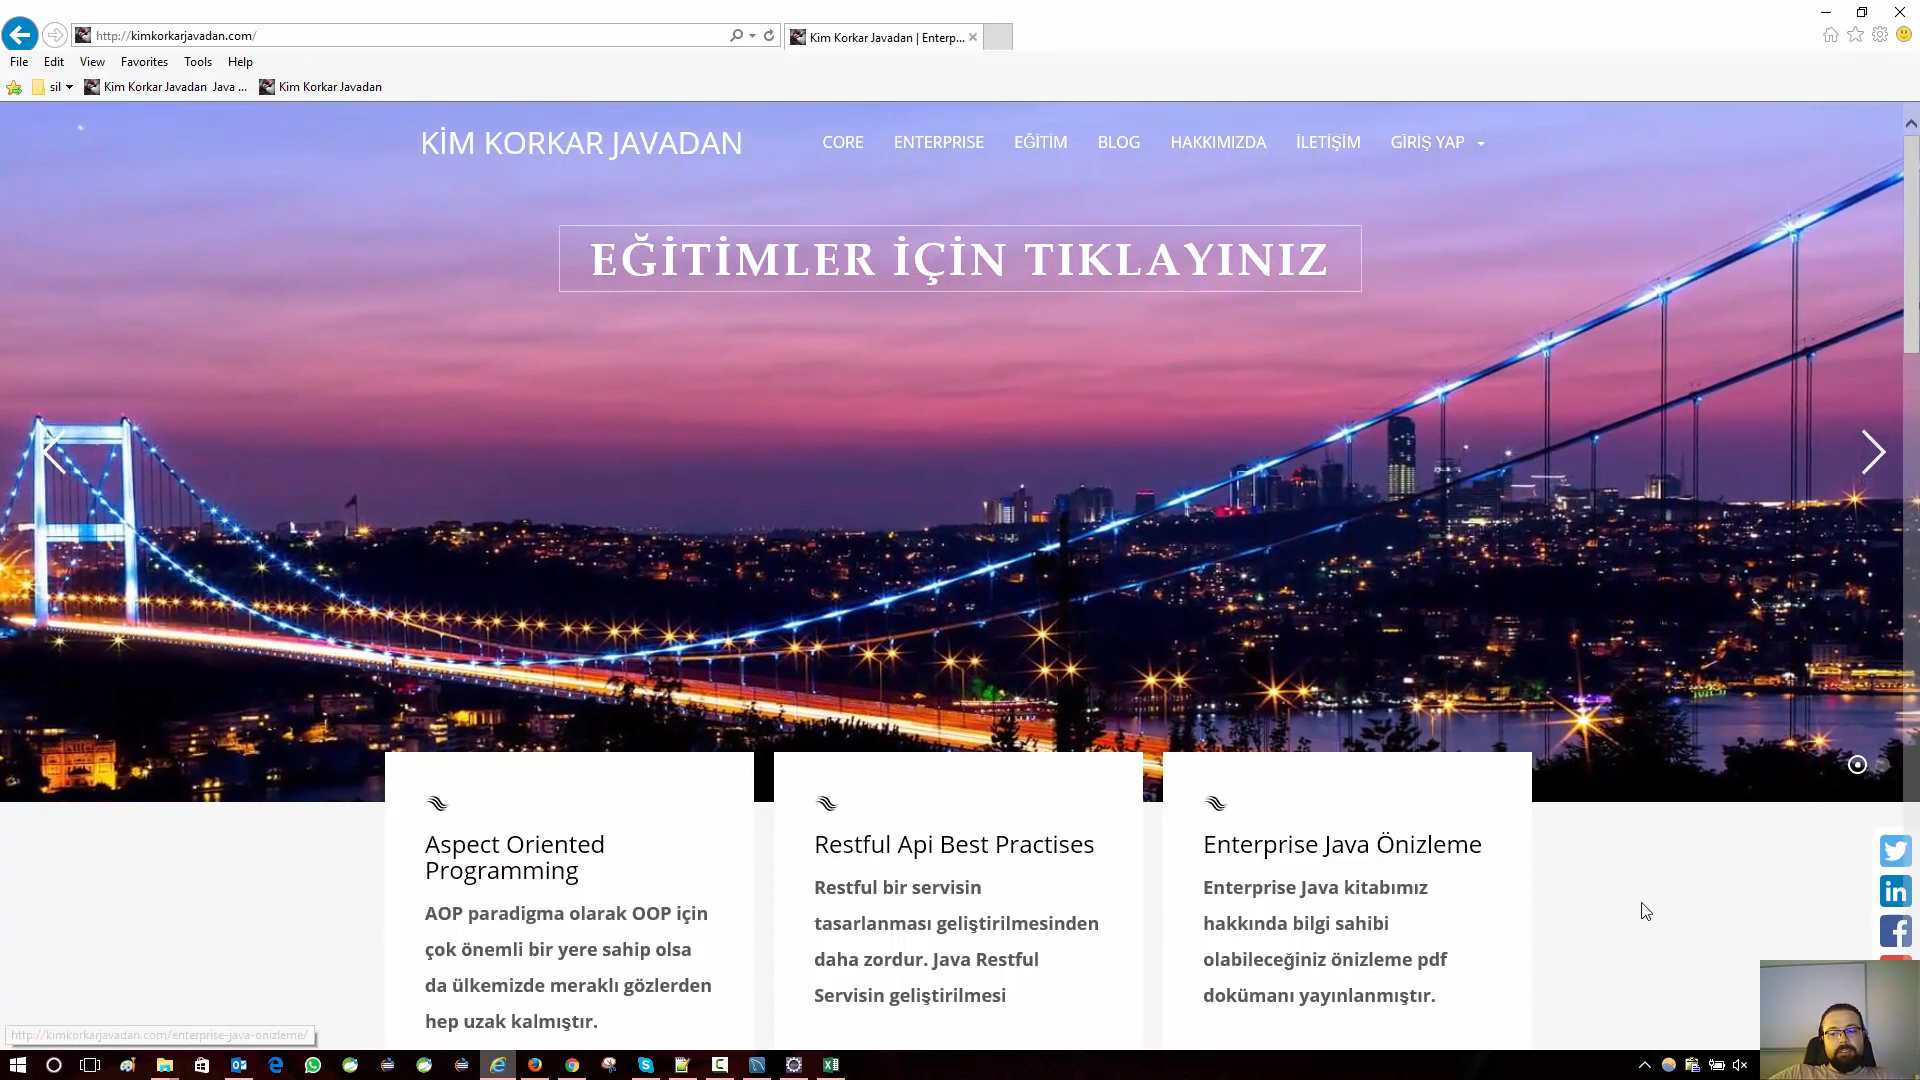 http://kimkorkarjavadan.com/
Kim Korkar Javadan | Enterp...
File Edit View Favorites Tools Help
sil Kim Korkar Javadan Java ... Kim Korkar Javadan
KİM KORKAR JAVADAN
CORE ENTERPRISE EĞİTİM BLOG HAKKIMIZDA İLETİŞİM GİRİŞ YAP
EĞİTİMLER İÇİN TIKLAYINIZ
Aspect Oriented
Programming
AOP paradigma olarak OOP için
çok önemli bir yere sahip olsa
da ülkemizde meraklı gözlerden
hep uzak kalmıştır.
Restful Api Best Practises
Restful bir servisin
tasarlanması geliştirilmesinden
daha zordur. Java Restful
Servisin geliştirilmesi
Enterprise Java Önizleme
Enterprise Java kitabımız
hakkında bilgi sahibi
olabileceğiniz önizleme pdf
dokümanı yayınlanmıştır.
http://kimkorkarjavadan.com/enterprise-java-onizleme/